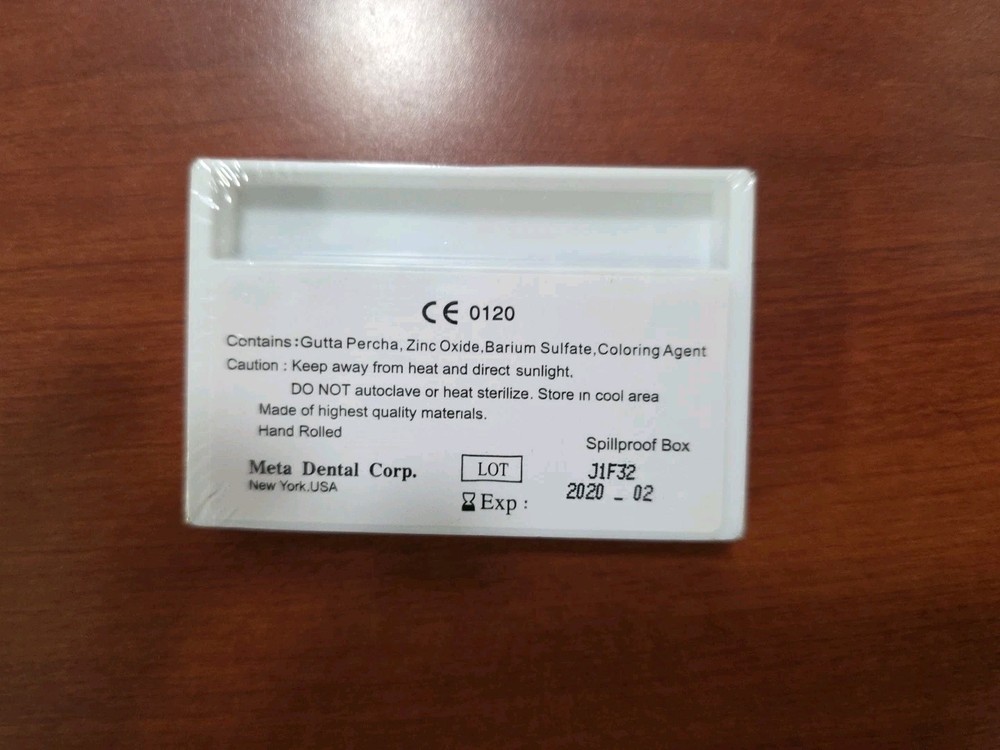 CE 0120
Contains:Gutta Percha, Zinc Oxide,Barium Sulfate,Coloring Agent
Caution : Keep away from heat and direct sunlight.
DO NOT autoclave or heat sterilize. Store in cool area
Made of highest quality materials.
Hand Rolled
Spillproof Box
Meta Dental Corp.
New York.USA
LOT J1F32
Exp : 2020 _ 02